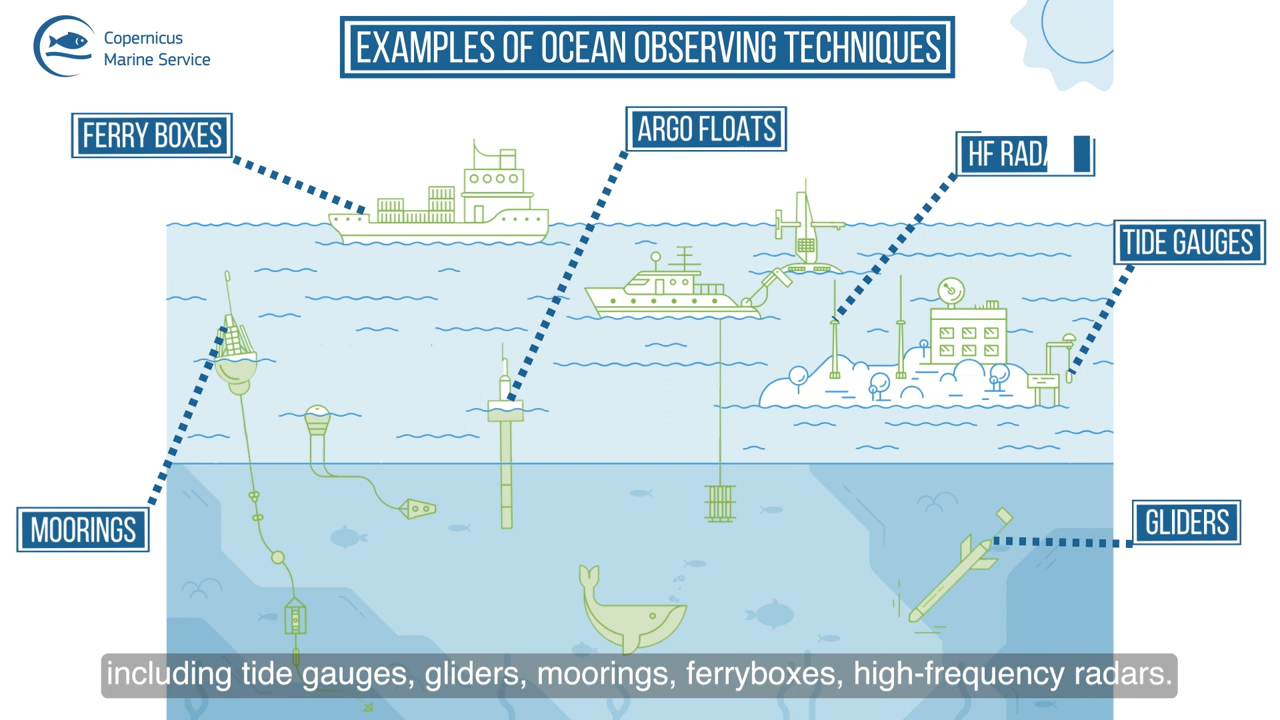 Copernicus
Marine Service
EXAMPLES OF OCEAN OBSERVING TECHNIQUES
FERRY BOXES
ARGO FLOATS
HF
TIDE GAUGES
MOORINGS
GLIDERS
including tide gauges, gliders, moorings, ferryboxes, high-frequency radars.